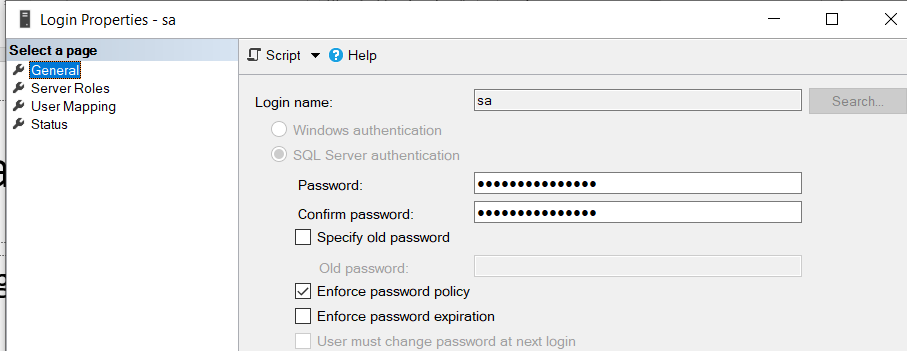 Login Properties - sa
Select a page
General
Server Roles
User Mapping
Status
Script Help
Login name: sa Search...
Windows authentication
SQL Server authentication
Password: ●●●●●●●●●●●●●●●
Confirm password: ●●●●●●●●●●●●●●●
Specify old password
Old password:
Enforce password policy
Enforce password expiration
User must change password at next login